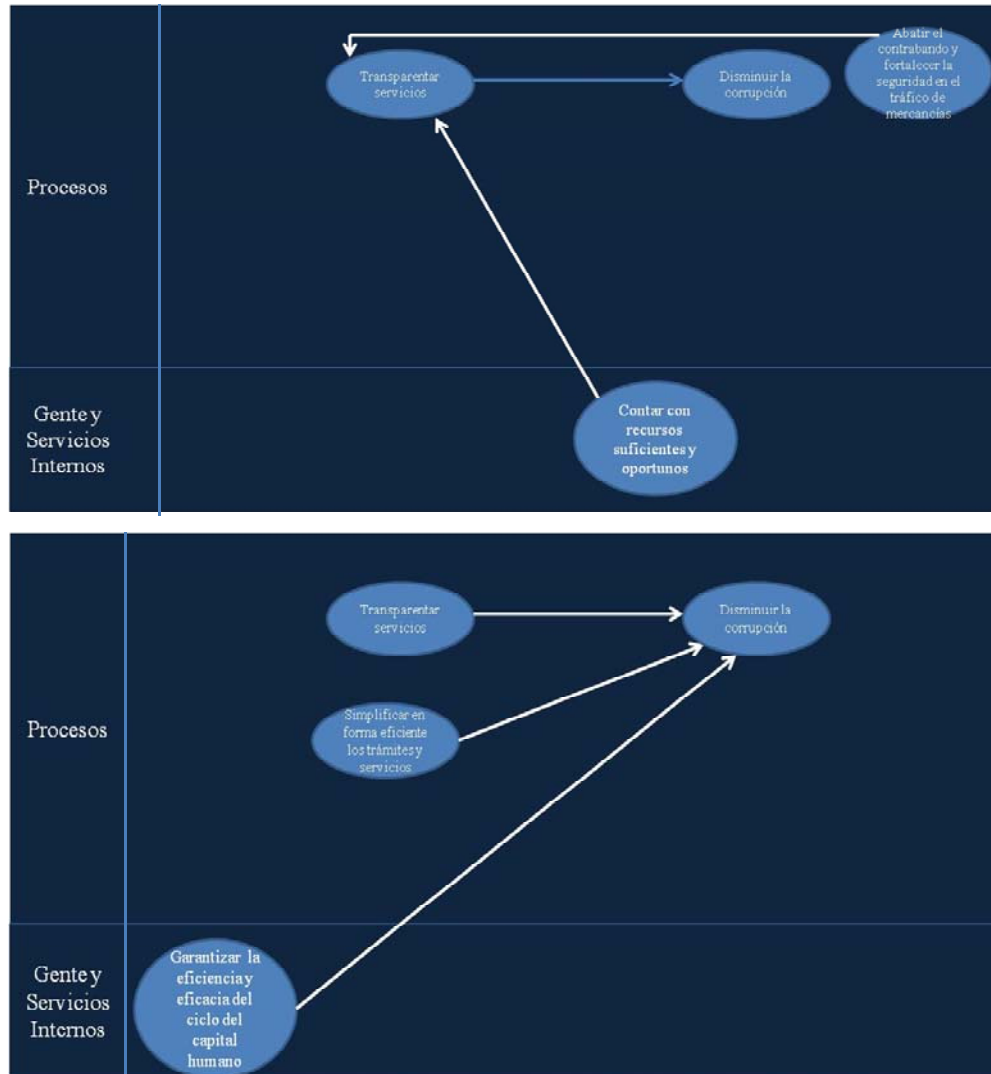 Abatir el
contrabando y
fortalecer la
seguridad en el
tráfico de
mercancías
Transparentar
servicios
Disminuir la
corrupción
Procesos
Contar con
recursos
suficientes y
oportunos
Gente y
Servicios
Internos
Transparentar
servicios
Disminuir la
corrupción
Simplificar en
forma eficiente
los trámites y
servicios
Procesos
Garantizar la
eficiencia y
eficacia del
ciclo del
capital
humano
Gente y
Servicios
Internos